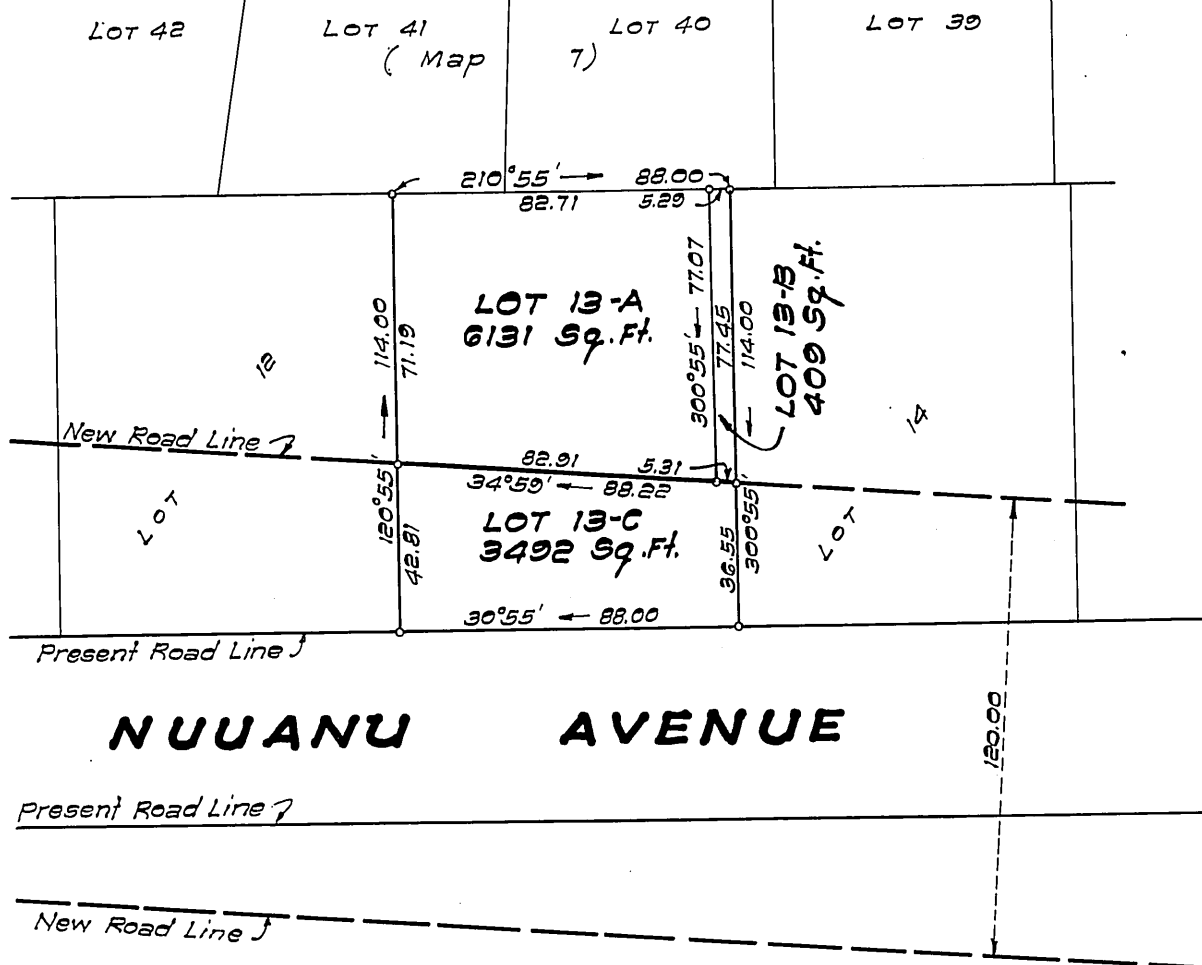 LOT 42
LOT 41
LOT 40
LOT 39
( Map 7)
210°55' → 88.00
82.71
5.29
LOT 13-A
6131 Sq.Ft.
114.00
71.19
300°55' ← 77.07
77.45
114.00
LOT 13-B
409 Sq.Ft.
12
14
New Road Line
82.91
5.31
34°59' ← 88.22
LOT
120°55'
42.81
LOT 13-C
3492 Sq.Ft.
36.55
300°55'
LOT
30°55' ← 88.00
Present Road Line
NUUANU AVENUE
120.00
Present Road Line
New Road Line